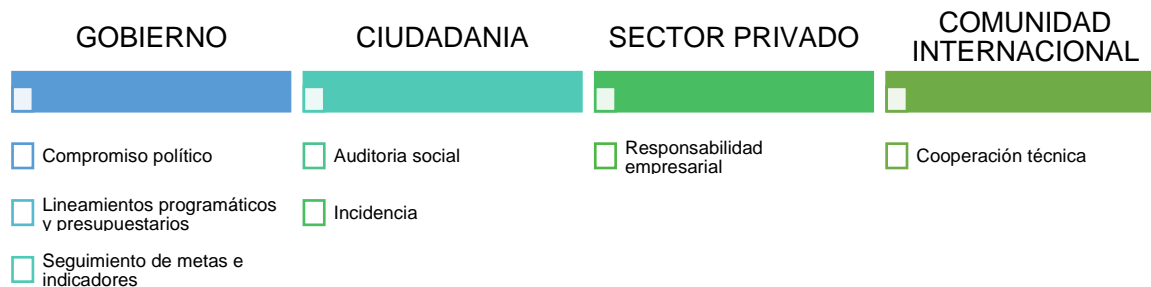 GOBIERNO
Compromiso político
Lineamientos programáticos
y presupuestarios
Seguimiento de metas e
indicadores
CIUDADANIA
Auditoria social
Incidencia
SECTOR PRIVADO
Responsabilidad
empresarial
COMUNIDAD
INTERNACIONAL
Cooperación técnica